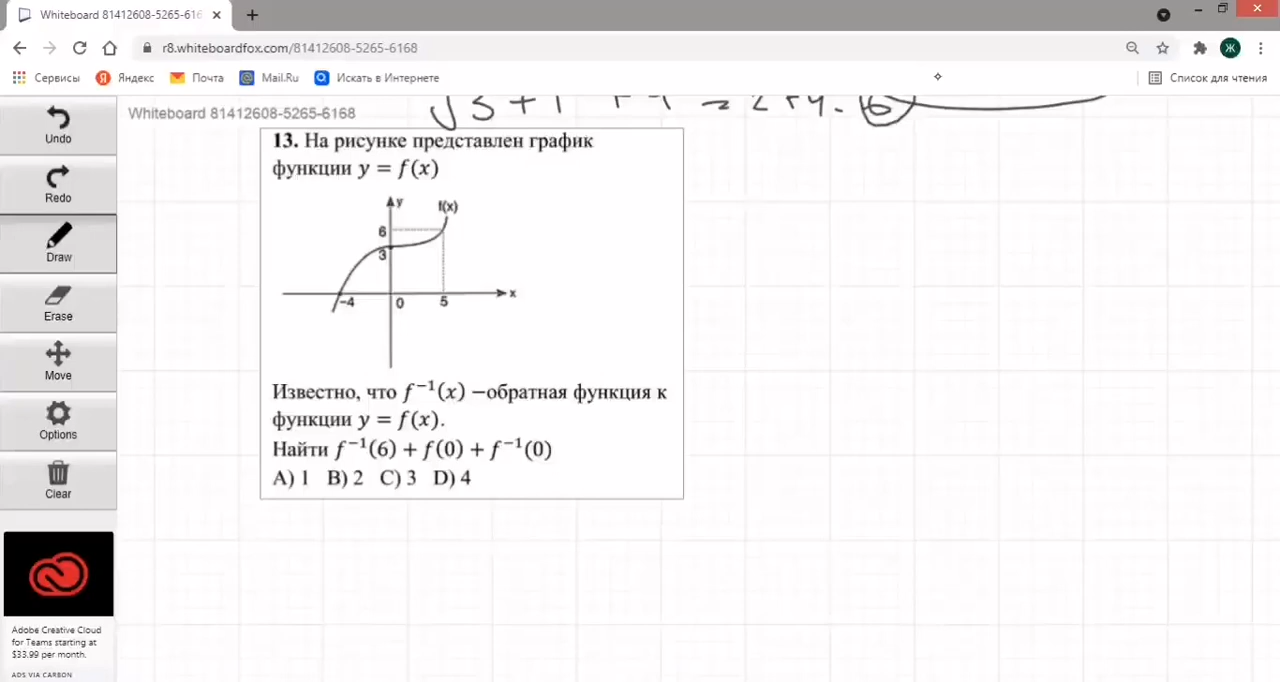 Whiteboard 81412608-5265-616
r8.whiteboardfox.com/81412608-5265-6168
Ж
Сервисы Яндекс Почта Mail.Ru Искать в Интернете Список для чтения
Whiteboard 81412608-5265-6168
Undo
Redo
Draw
Erase
Move
Options
Clear
13. На рисунке представлен график
функции y = f(x)
y f(x)
6
3
-4 0 5 x
Известно, что f⁻¹(x) –обратная функция к
функции y = f(x).
Найти f⁻¹(6) + f(0) + f⁻¹(0)
A) 1 B) 2 C) 3 D) 4
Adobe Creative Cloud
for Teams starting at
$33.99 per month.
ADS VIA CARBON